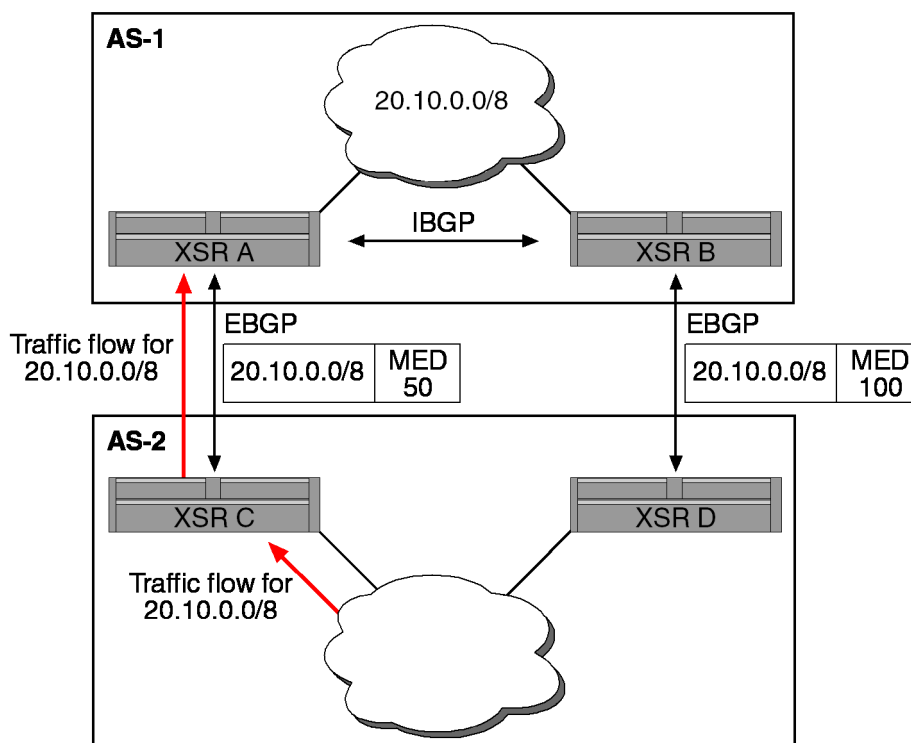 AS-1
20.10.0.0/8
IBGP
XSR A
XSR B
EBGP
EBGP
Traffic flow for
20.10.0.0/8
20.10.0.0/8
MED
50
20.10.0.0/8
MED
100
AS-2
XSR C
XSR D
Traffic flow for
20.10.0.0/8